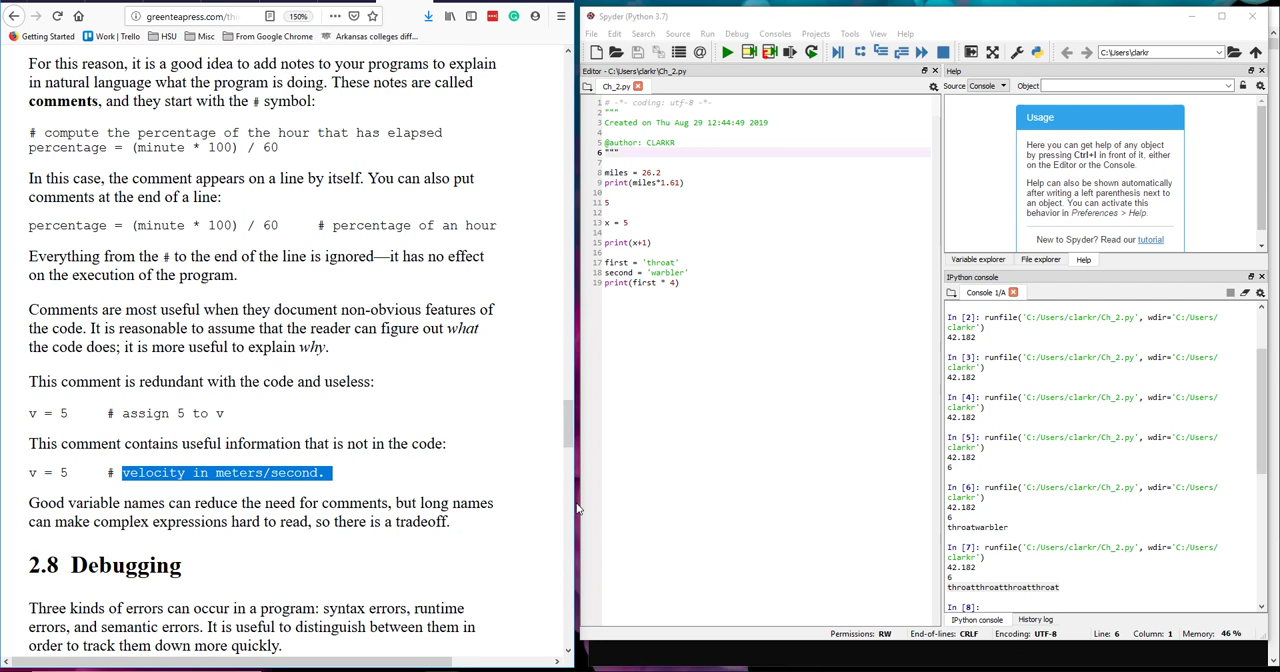 greenteapress.com/thi
150%
Getting Started
Work | Trello
HSU
Misc
From Google Chrome
Arkansas colleges diff...
For this reason, it is a good idea to add notes to your programs to explain
in natural language what the program is doing. These notes are called
comments, and they start with the # symbol:
# compute the percentage of the hour that has elapsed
percentage = (minute * 100) / 60
In this case, the comment appears on a line by itself. You can also put
comments at the end of a line:
percentage = (minute * 100) / 60     # percentage of an hour
Everything from the # to the end of the line is ignored—it has no effect
on the execution of the program.
Comments are most useful when they document non-obvious features of
the code. It is reasonable to assume that the reader can figure out what
the code does; it is more useful to explain why.
This comment is redundant with the code and useless:
v = 5     # assign 5 to v
This comment contains useful information that is not in the code:
v = 5     # velocity in meters/second.
Good variable names can reduce the need for comments, but long names
can make complex expressions hard to read, so there is a tradeoff.
2.8 Debugging
Three kinds of errors can occur in a program: syntax errors, runtime
errors, and semantic errors. It is useful to distinguish between them in
order to track them down more quickly.
Spyder (Python 3.7)
File Edit Search Source Run Debug Consoles Projects Tools View Help
C:\Users\clarkr
Editor - C:\Users\clarkr\Ch_2.py
Ch_2.py
1 # -*- coding: utf-8 -*-
2 """
3 Created on Thu Aug 29 12:44:49 2019
4
5 @author: CLARKR
6 """
7
8 miles = 26.2
9 print(miles*1.61)
10
11 5
12
13 x = 5
14
15 print(x+1)
16
17 first = 'throat'
18 second = 'warbler'
19 print(first * 4)
Help
Source Console Object
Usage
Here you can get help of any object
by pressing Ctrl+I in front of it, either
on the Editor or the Console.
Help can also be shown automatically
after writing a left parenthesis next to
an object. You can activate this
behavior in Preferences > Help.
New to Spyder? Read our tutorial
Variable explorer File explorer Help
IPython console
Console 1/A
In [2]: runfile('C:/Users/clarkr/Ch_2.py', wdir='C:/Users/
clarkr')
42.182
In [3]: runfile('C:/Users/clarkr/Ch_2.py', wdir='C:/Users/
clarkr')
42.182
In [4]: runfile('C:/Users/clarkr/Ch_2.py', wdir='C:/Users/
clarkr')
42.182
In [5]: runfile('C:/Users/clarkr/Ch_2.py', wdir='C:/Users/
clarkr')
42.182
6
In [6]: runfile('C:/Users/clarkr/Ch_2.py', wdir='C:/Users/
clarkr')
42.182
6
throatwarbler
In [7]: runfile('C:/Users/clarkr/Ch_2.py', wdir='C:/Users/
clarkr')
42.182
6
throatthroatthroatthroat
In [8]:
IPython console History log
Permissions: RW End-of-lines: CRLF Encoding: UTF-8 Line: 6 Column: 1 Memory: 46 %